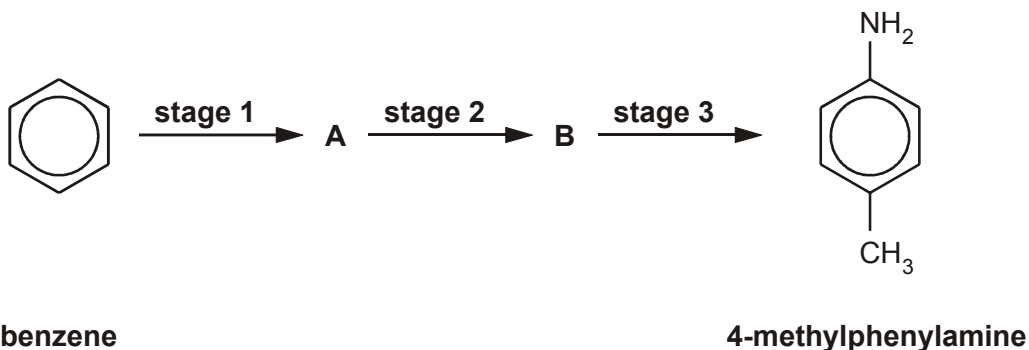 NH₂
stage 1
stage 2
stage 3
A
B
CH₃
benzene
4-methylphenylamine